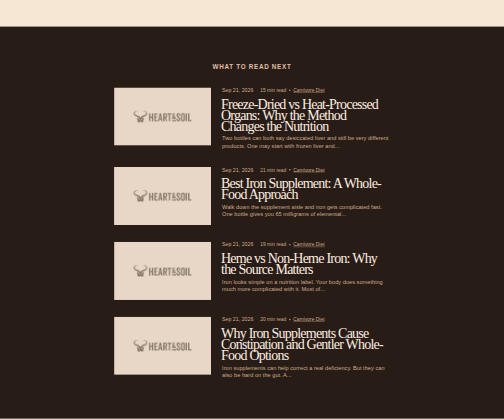 WHAT TO READ NEXT
HEART&SOIL
Sep 21, 2026 15 min read • Carnivore Diet
Freeze-Dried vs Heat-Processed
Organs: Why the Method
Changes the Nutrition
Two bottles can both say desiccated liver and still be very different
products. One may start with frozen liver and...
HEART&SOIL
Sep 21, 2026 21 min read • Carnivore Diet
Best Iron Supplement: A Whole-
Food Approach
Walk down the supplement aisle and iron gets complicated fast.
One bottle gives you 65 milligrams of elemental...
HEART&SOIL
Sep 21, 2026 19 min read • Carnivore Diet
Heme vs Non-Heme Iron: Why
the Source Matters
Iron looks simple on a nutrition label. Your body does something
much more complicated with it. Most of...
HEART&SOIL
Sep 21, 2026 20 min read • Carnivore Diet
Why Iron Supplements Cause
Constipation and Gentler Whole-
Food Options
Iron supplements can help correct a real deficiency. But they can
also be hard on the gut. A...